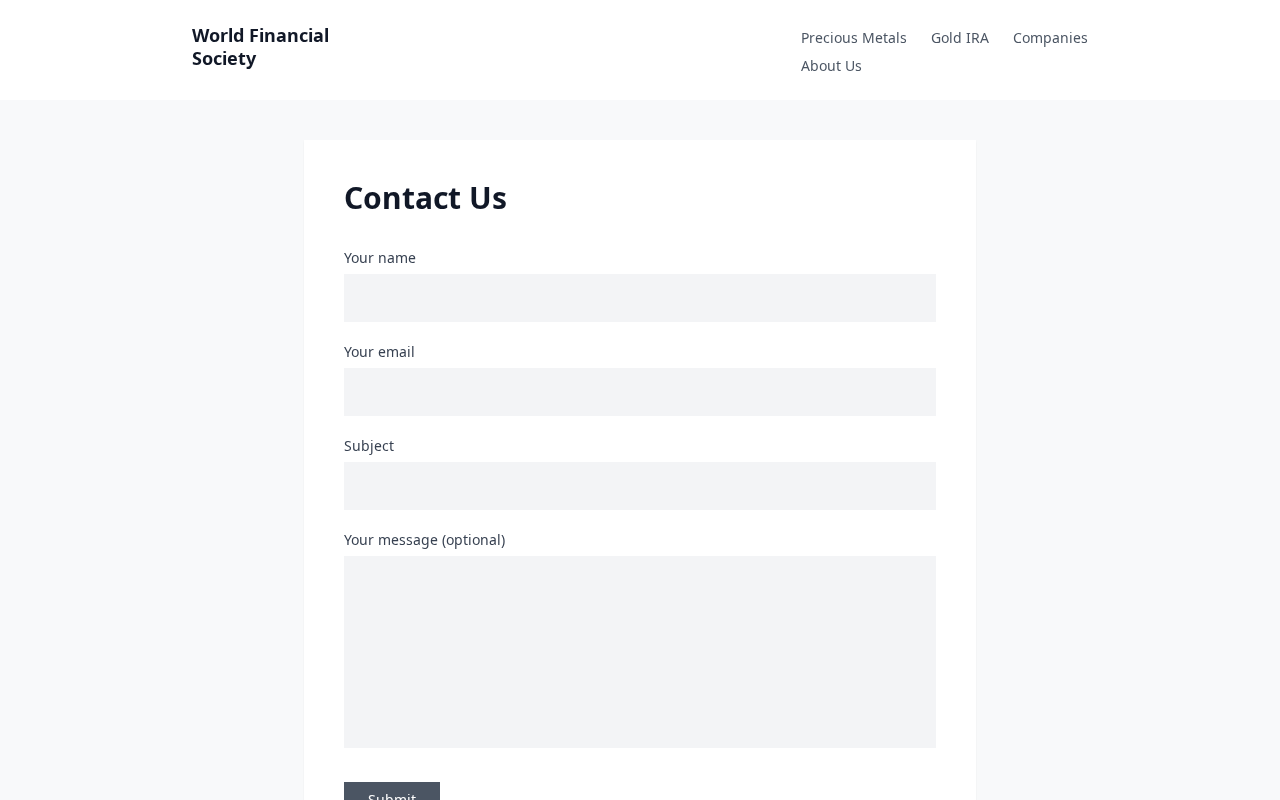 World Financial
Society
Precious Metals Gold IRA Companies
About Us
Contact Us
Your name
Your email
Subject
Your message (optional)
Submit